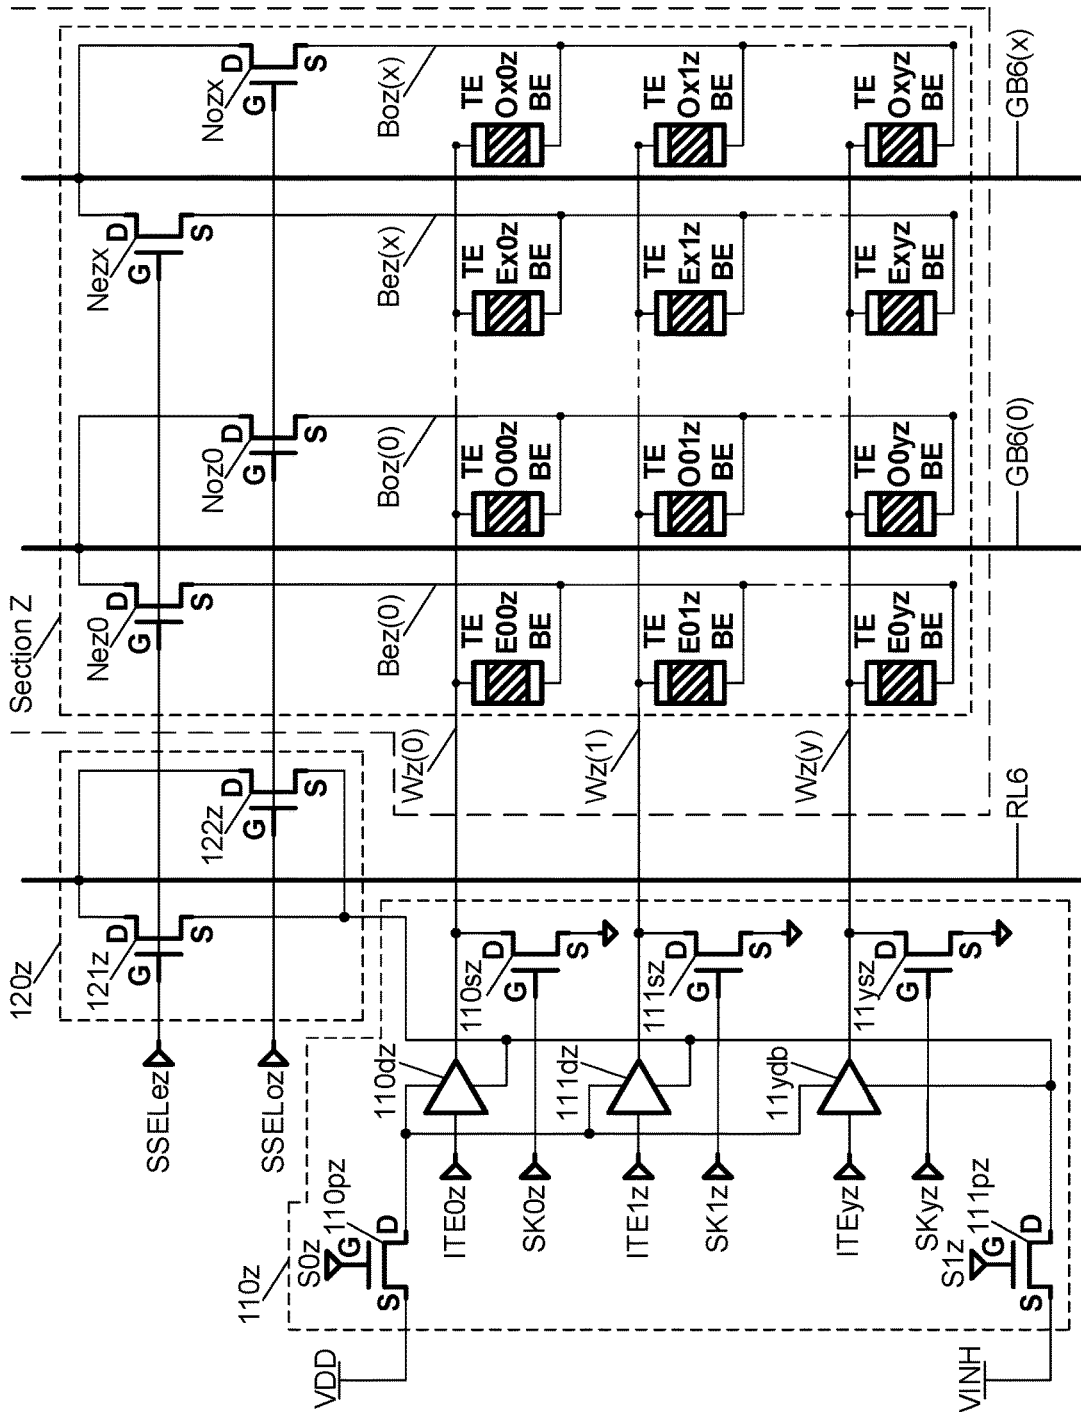 120z
Section Z
121z
D
G
S
Nez0
D
G
S
Nezx
D
G
S
SSELez
122z
D
G
S
Noz0
D
G
S
Nozx
D
G
S
SSELoz
110z
VDD
S0z
110pz
G
S
D
110dz
Bez(0)
Boz(0)
Bez(x)
Boz(x)
Wz(0)
ITE0z
110sz
D
G
S
TE
E00z
BE
TE
O00z
BE
TE
Ex0z
BE
TE
Ox0z
BE
SK0z
111dz
Wz(1)
ITE1z
111sz
D
G
S
TE
E01z
BE
TE
O01z
BE
TE
Ex1z
BE
TE
Ox1z
BE
SK1z
11ydb
Wz(y)
ITEyz
11ysz
D
G
S
TE
E0yz
BE
TE
O0yz
BE
TE
Exyz
BE
TE
Oxyz
BE
SKyz
VINH
S1z
111pz
G
S
D
RL6
GB6(0)
GB6(x)